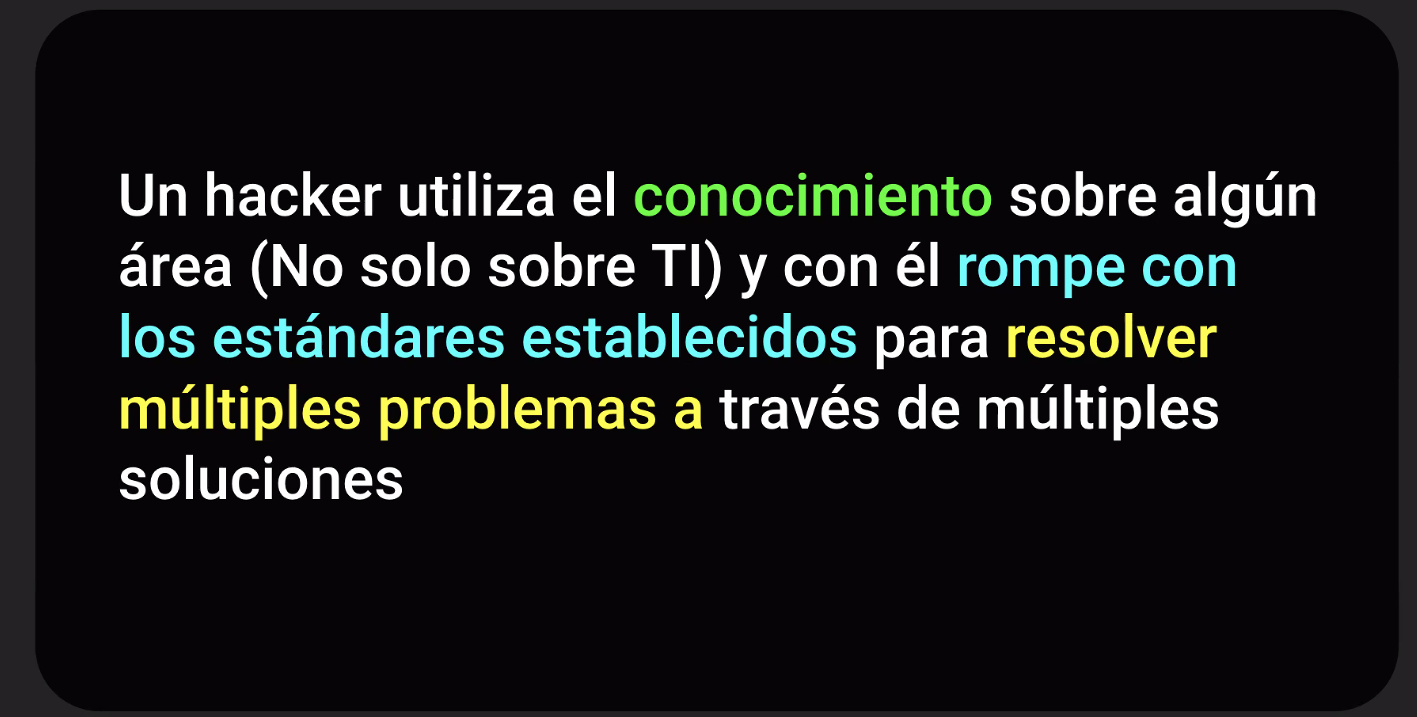 Un hacker utiliza el conocimiento sobre algún
área (No solo sobre TI) y con él rompe con
los estándares establecidos para resolver
múltiples problemas a través de múltiples
soluciones